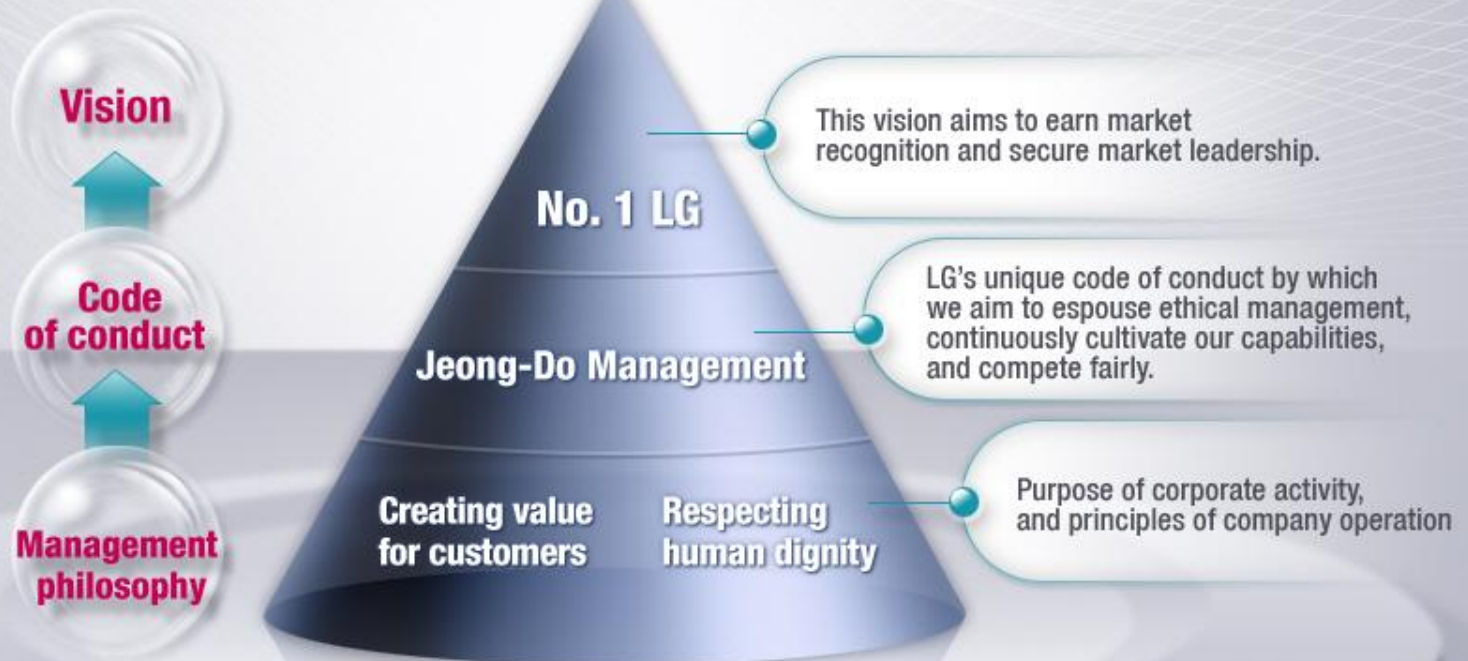 Vision
No. 1 LG
This vision aims to earn market
recognition and secure market leadership.
Code
of conduct
Jeong-Do Management
LG's unique code of conduct by which
we aim to espouse ethical management,
continuously cultivate our capabilities,
and compete fairly.
Management
philosophy
Creating value
for customers
Respecting
human dignity
Purpose of corporate activity,
and principles of company operation